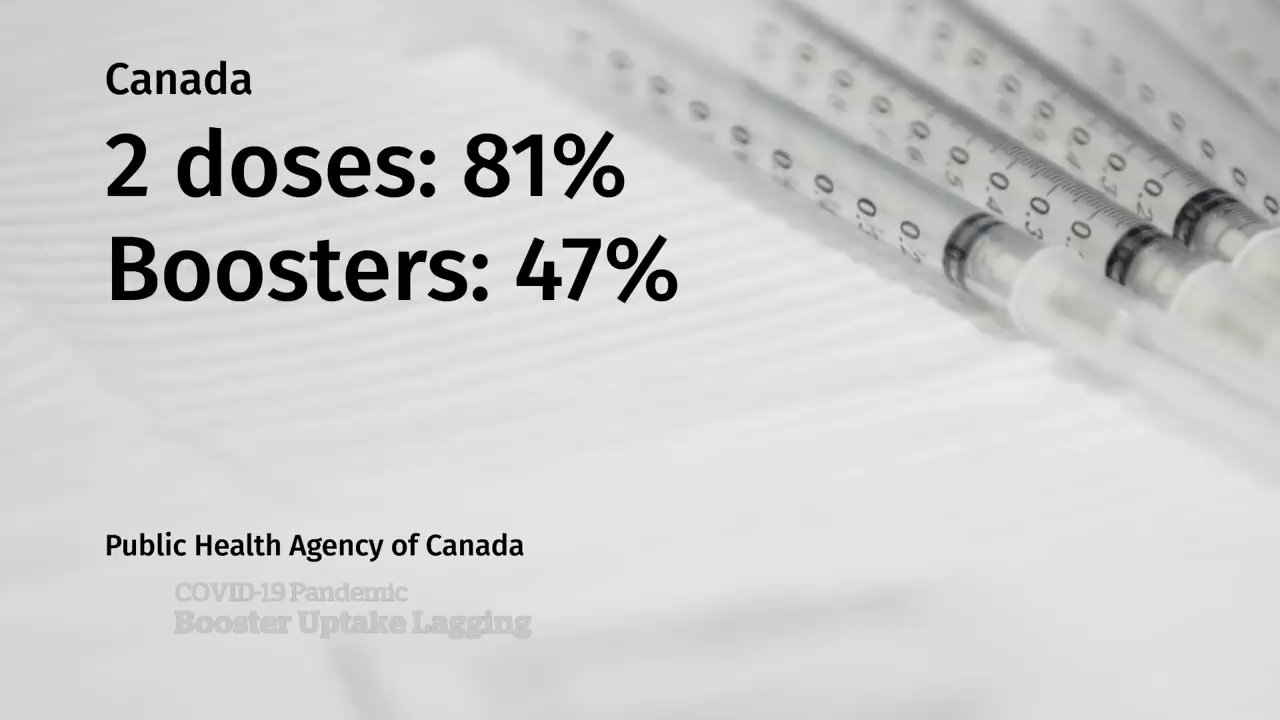 Canada
2 doses: 81%
Boosters: 47%
Public Health Agency of Canada
COVID-19 Pandemic
Booster Uptake Lagging